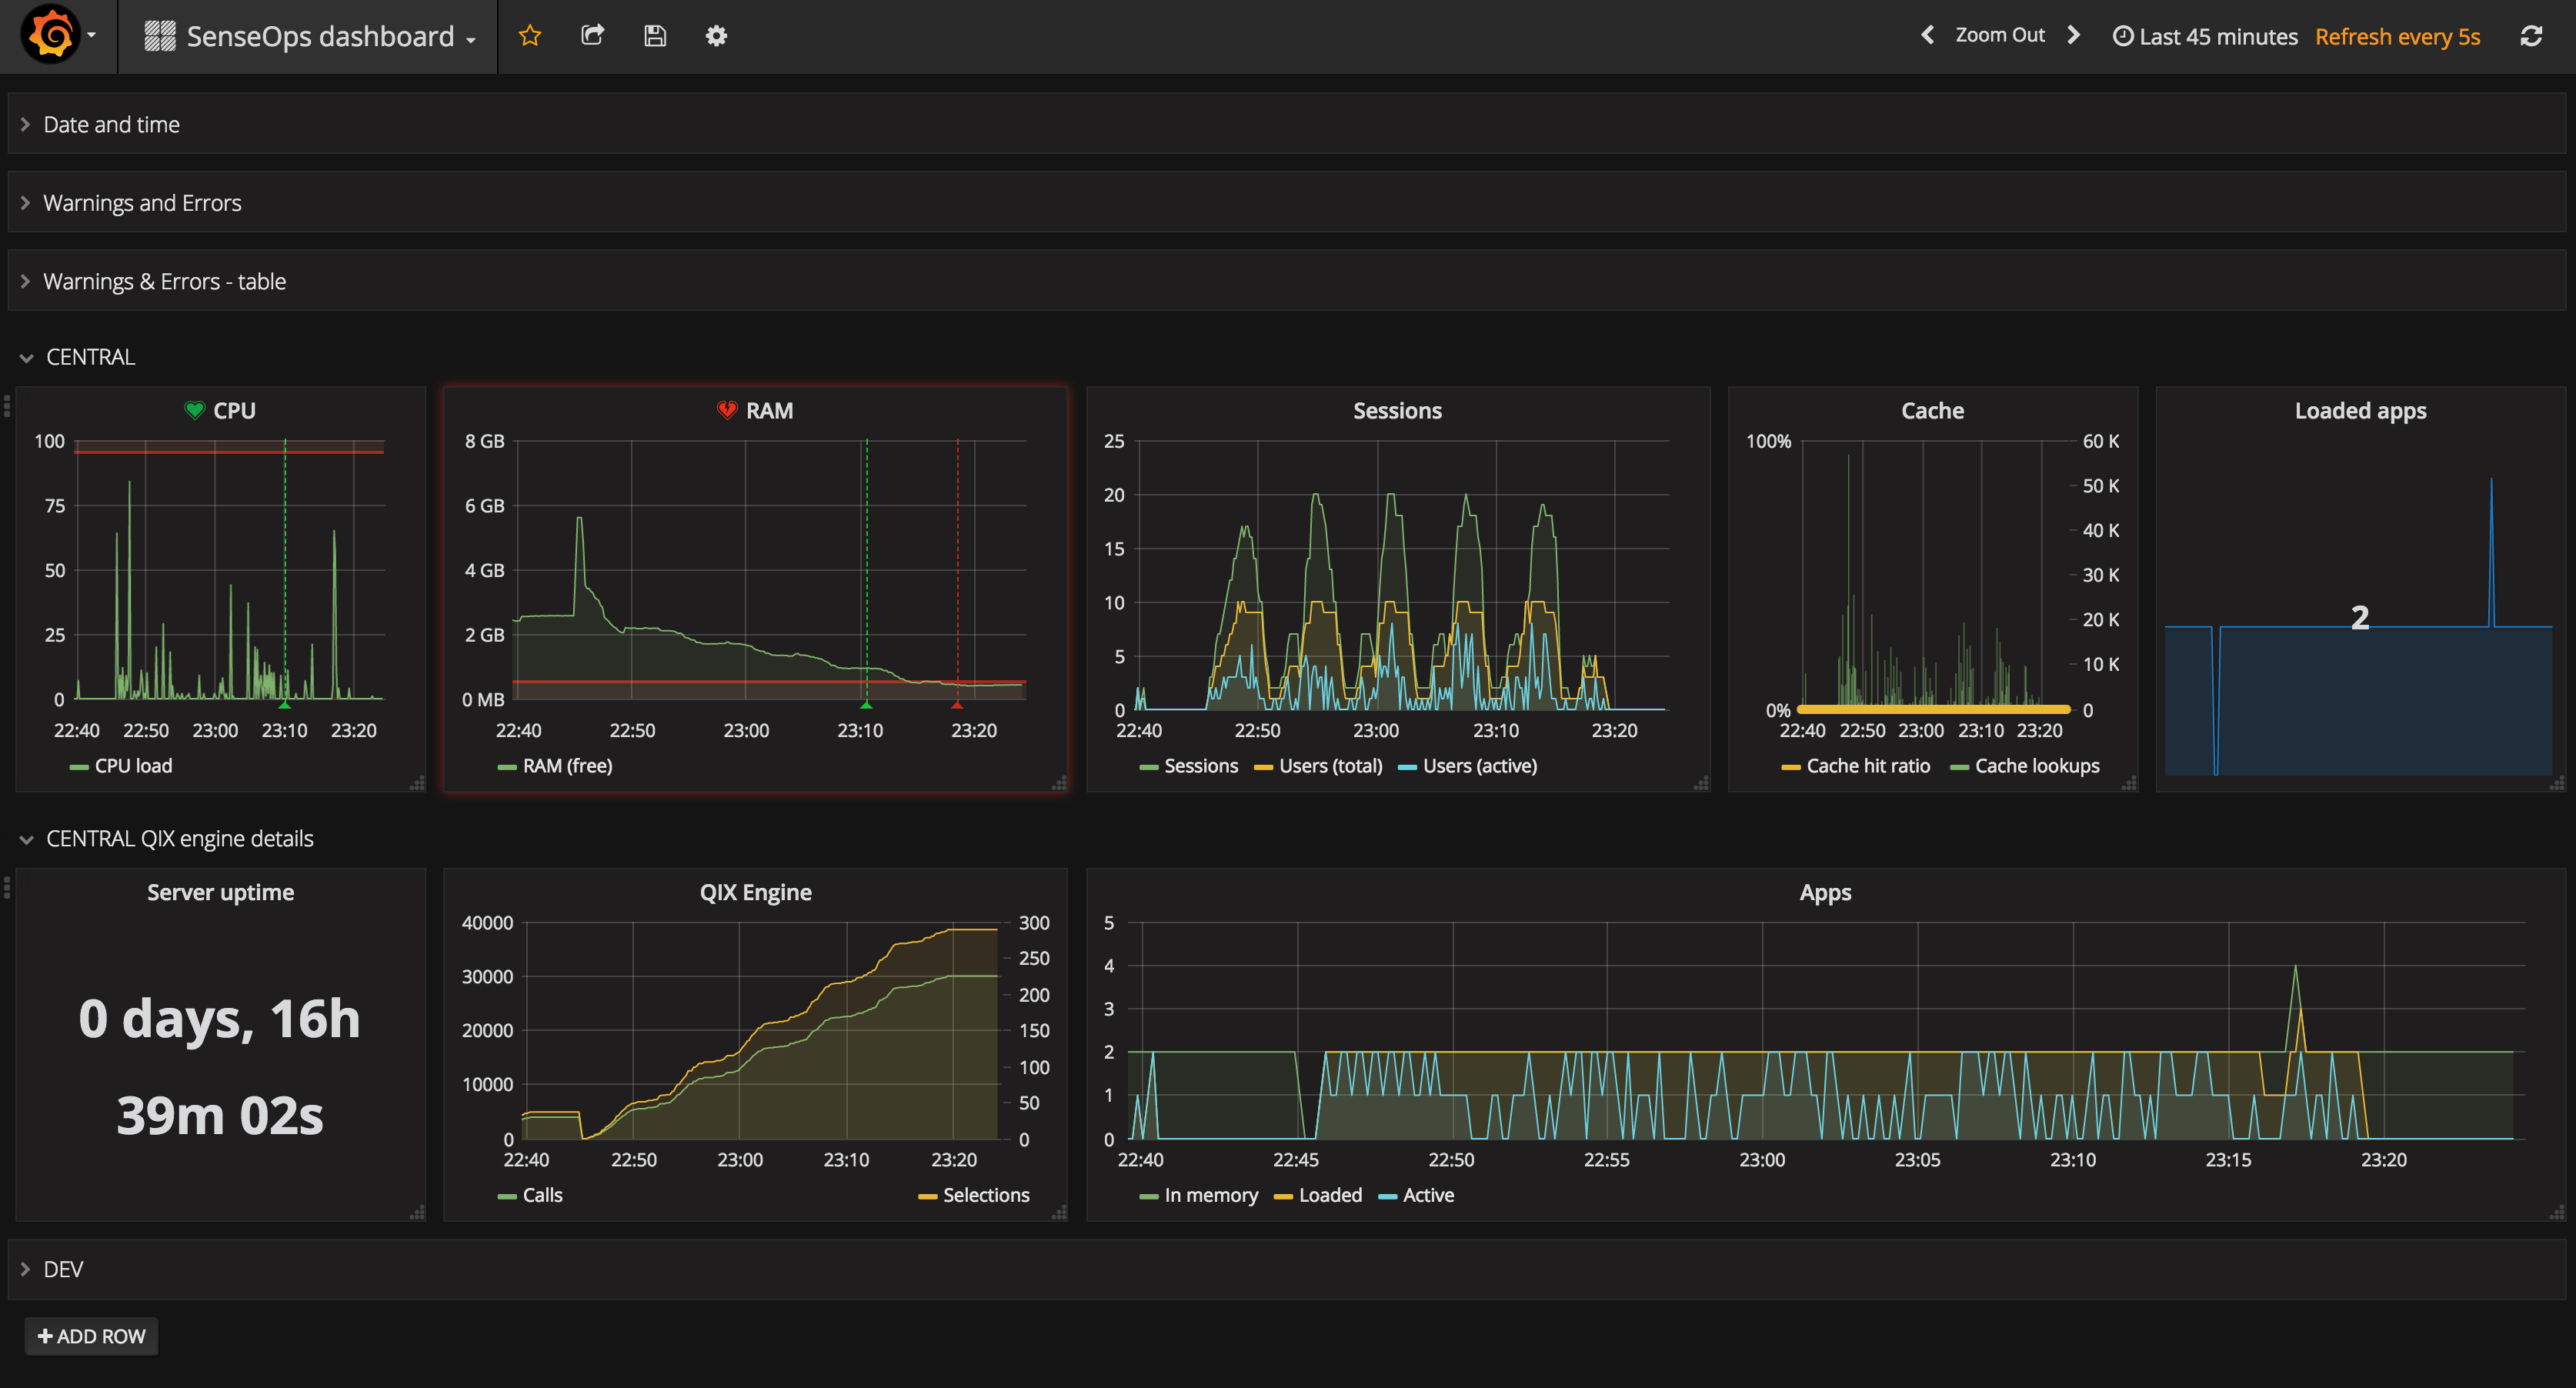 SenseOps dashboard
Zoom Out
Last 45 minutes
Refresh every 5s
Date and time
Warnings and Errors
Warnings & Errors - table
CENTRAL
CPU
100
75
50
25
0
22:40 22:50 23:00 23:10 23:20
CPU load
RAM
8 GB
6 GB
4 GB
2 GB
0 MB
22:40 22:50 23:00 23:10 23:20
RAM (free)
Sessions
25
20
15
10
5
0
22:40 22:50 23:00 23:10 23:20
Sessions Users (total) Users (active)
Cache
100%
0%
60 K
50 K
40 K
30 K
20 K
10 K
0
22:40 22:50 23:00 23:10 23:20
Cache hit ratio Cache lookups
Loaded apps
2
CENTRAL QIX engine details
Server uptime
0 days, 16h
39m 02s
QIX Engine
40000
30000
20000
10000
0
300
250
200
150
100
50
0
22:40 22:50 23:00 23:10 23:20
Calls Selections
Apps
5
4
3
2
1
0
22:40 22:45 22:50 22:55 23:00 23:05 23:10 23:15 23:20
In memory Loaded Active
DEV
ADD ROW